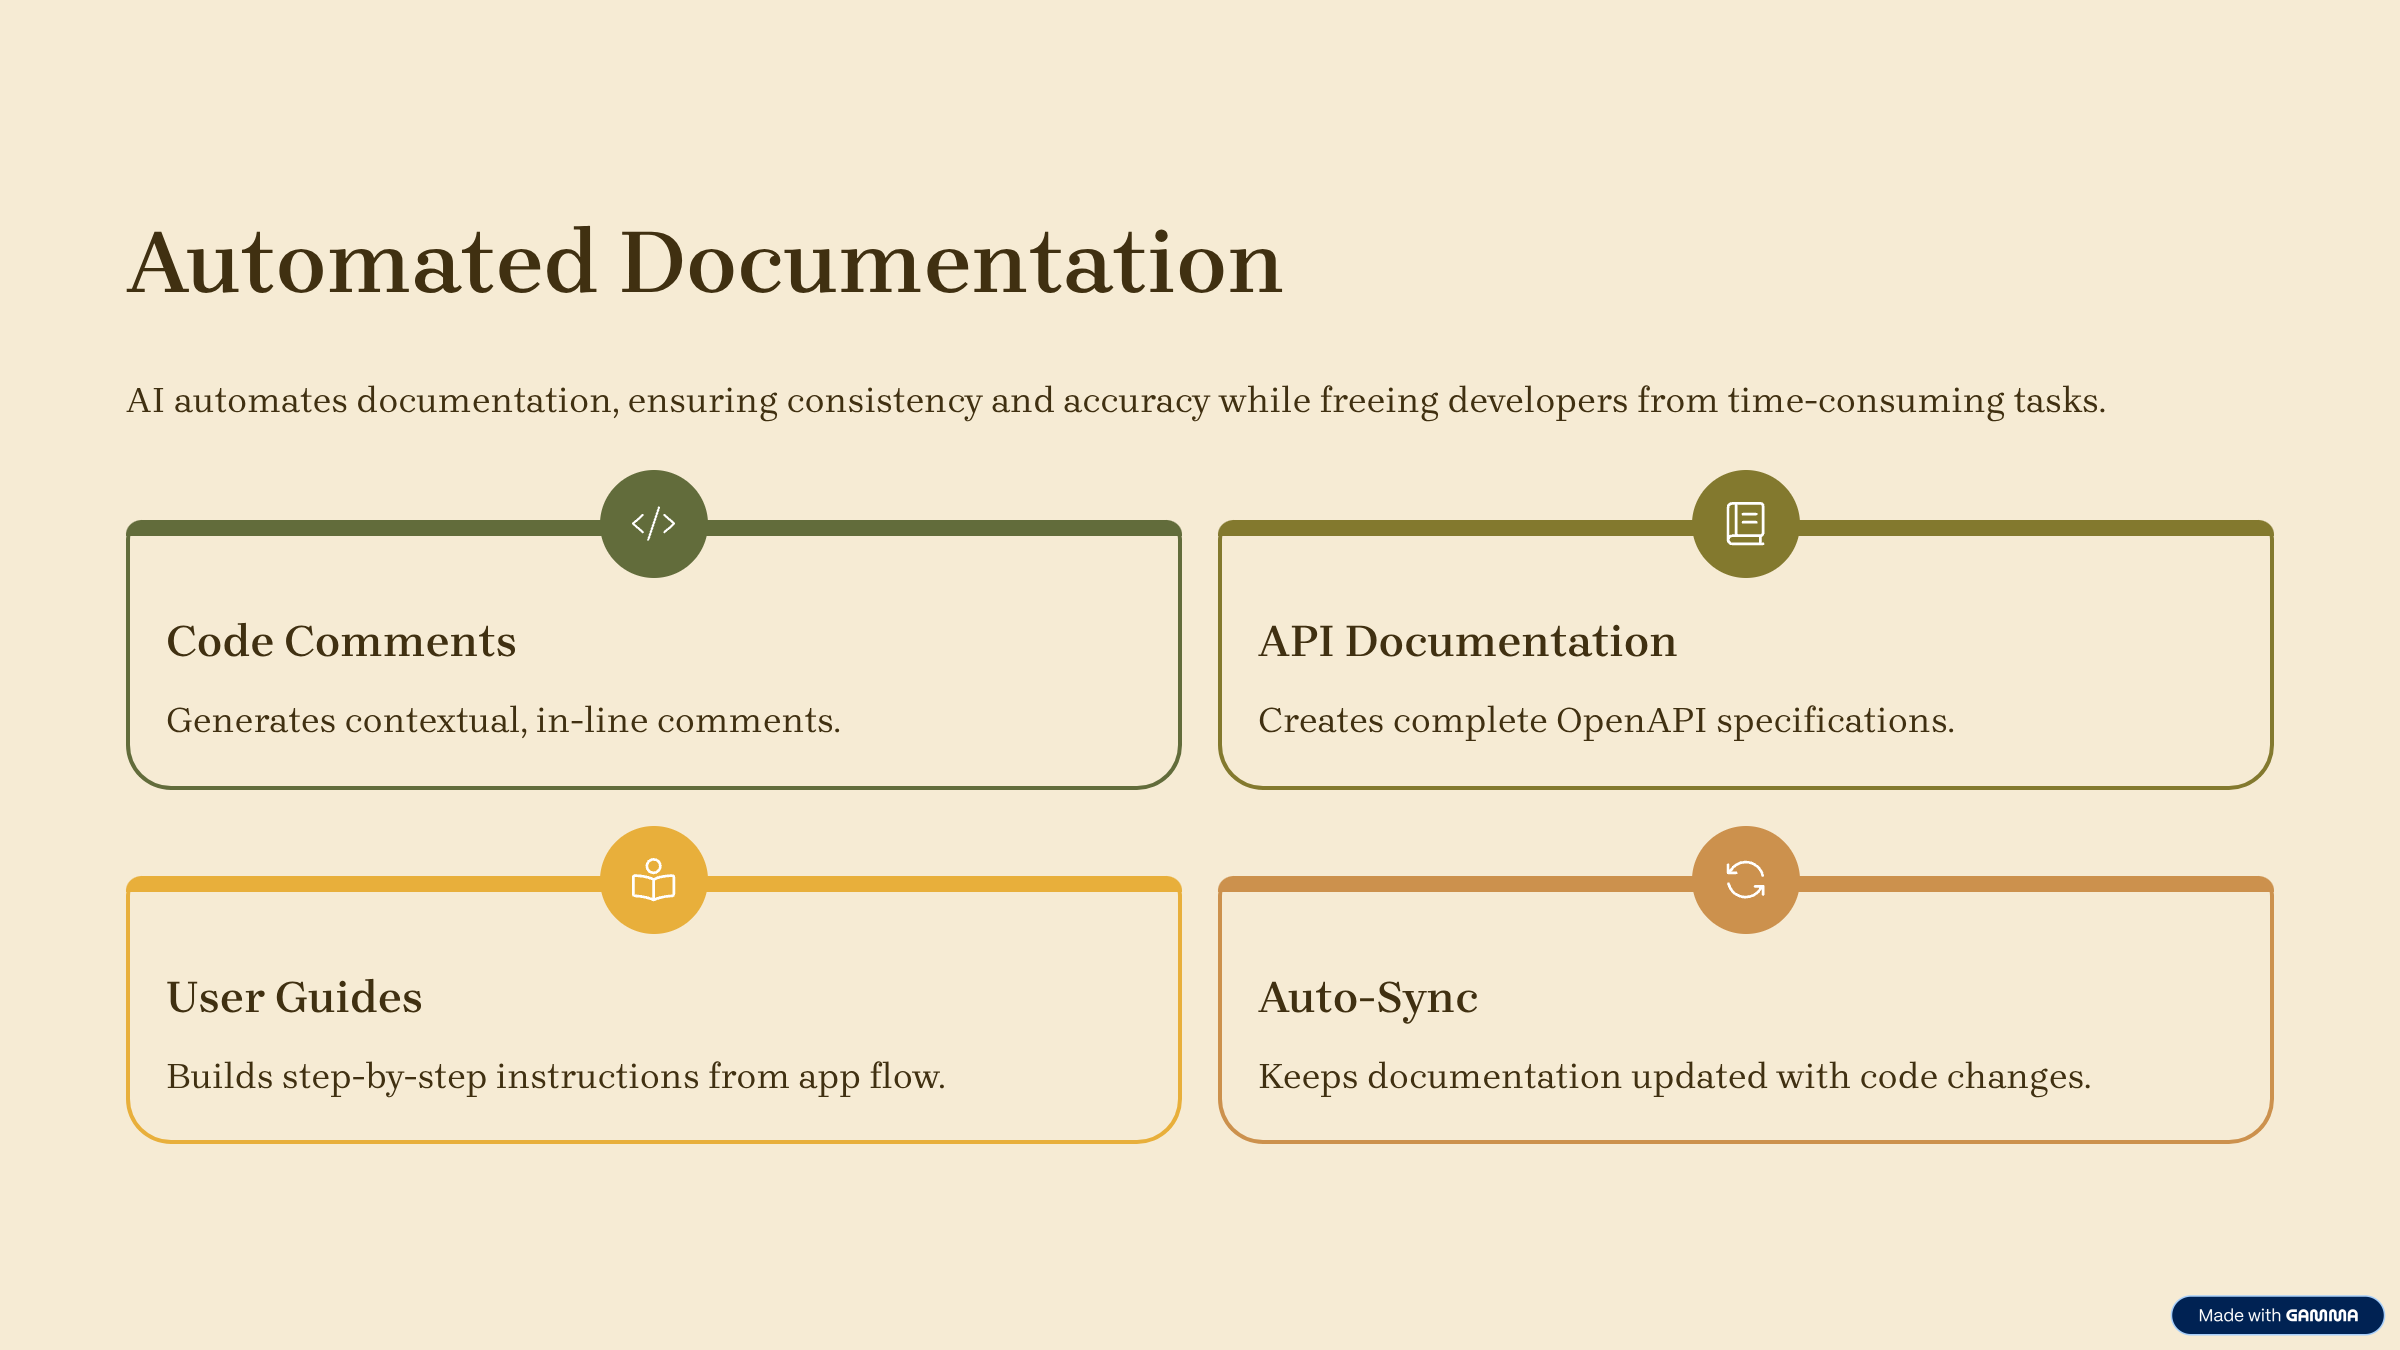 Automated Documentation
AI automates documentation, ensuring consistency and accuracy while freeing developers from time-consuming tasks.
Code Comments
Generates contextual, in-line comments.
API Documentation
Creates complete OpenAPI specifications.
User Guides
Builds step-by-step instructions from app flow.
Auto-Sync
Keeps documentation updated with code changes.
Made with GAMMA